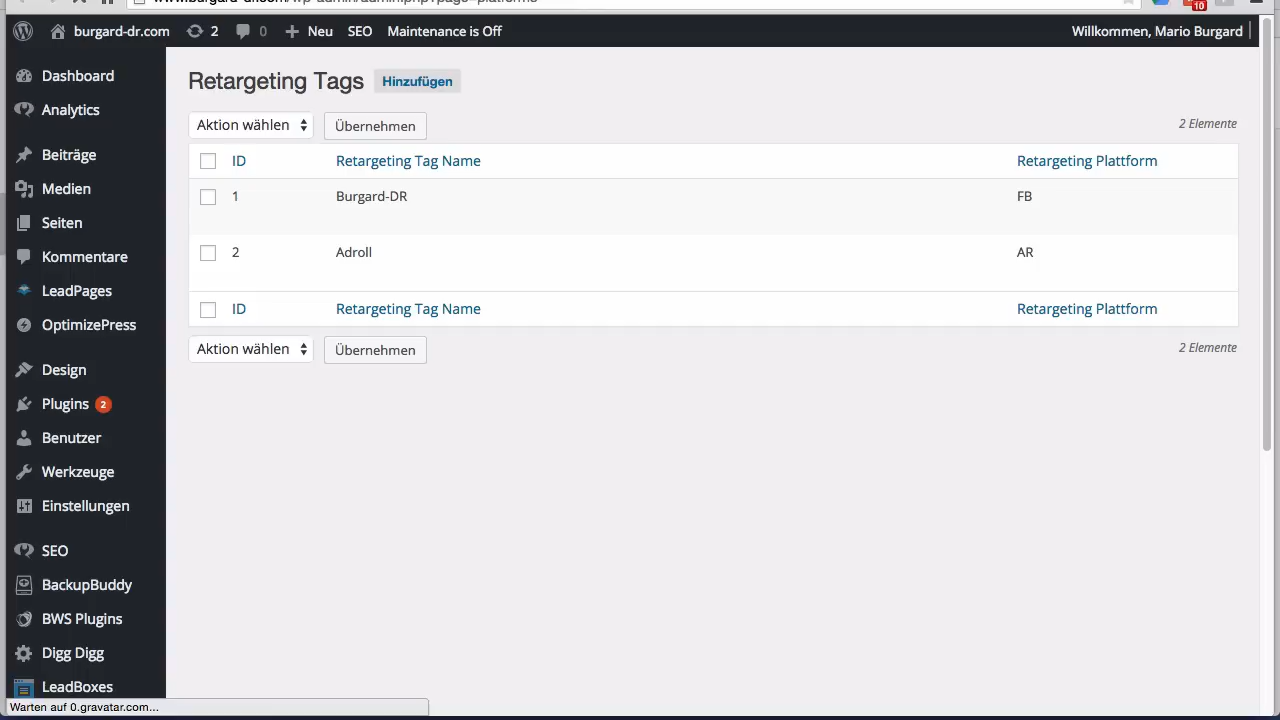 10
burgard-dr.com 2 0 Neu SEO Maintenance is Off Willkommen, Mario Burgard
Dashboard
Analytics
Beiträge
Medien
Seiten
Kommentare
LeadPages
OptimizePress
Design
Plugins 2
Benutzer
Werkzeuge
Einstellungen
SEO
BackupBuddy
BWS Plugins
Digg Digg
LeadBoxes
Retargeting Tags Hinzufügen
Aktion wählen Übernehmen 2 Elemente
ID Retargeting Tag Name Retargeting Plattform
1 Burgard-DR FB
2 Adroll AR
ID Retargeting Tag Name Retargeting Plattform
Aktion wählen Übernehmen 2 Elemente
Warten auf 0.gravatar.com...